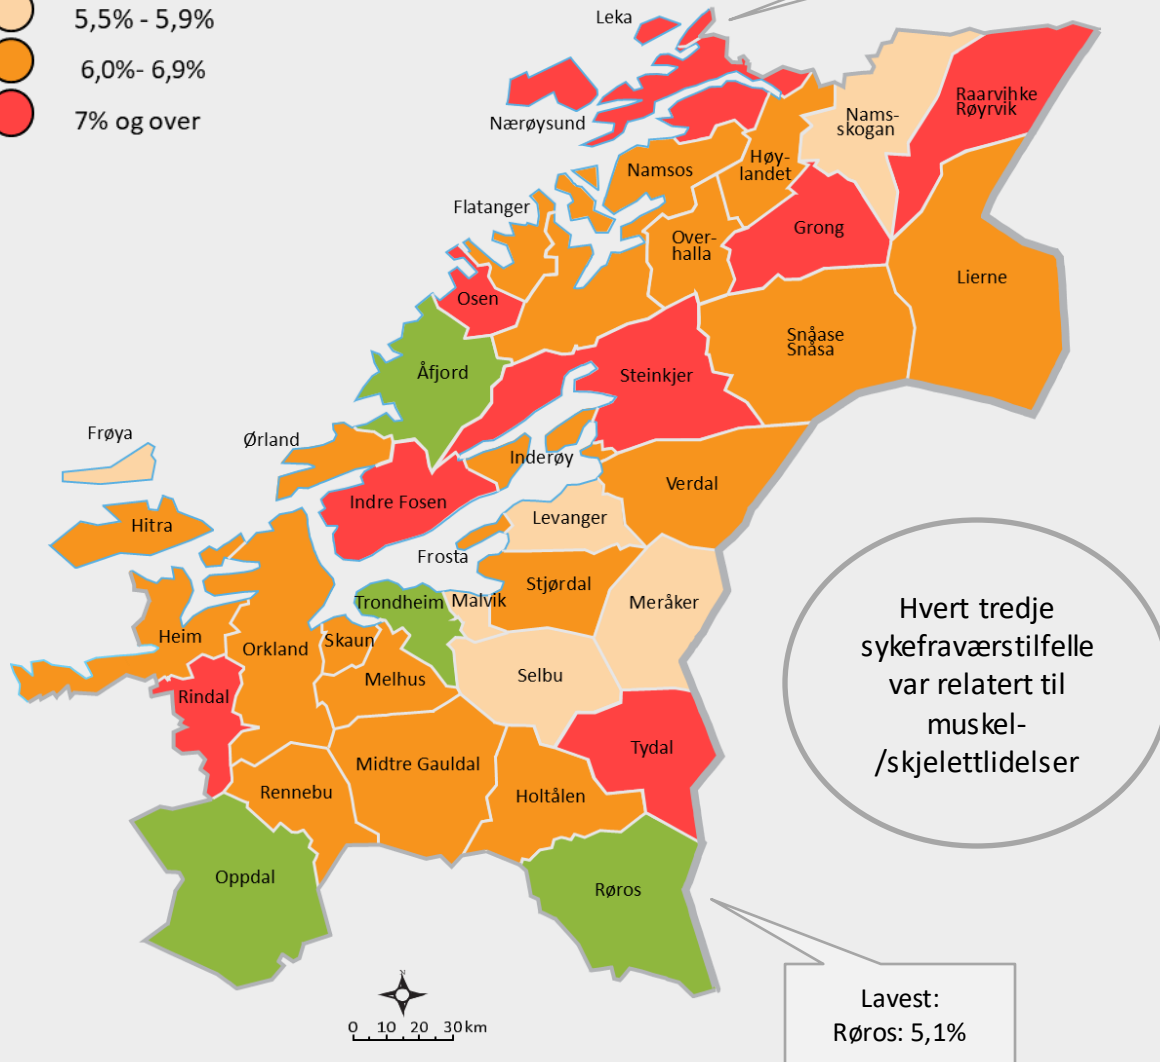 5,5% - 5,9%
6,0%- 6,9%
7% og over
Leka
Nærøysund
Raarvihke
Røyrvik
Nams-
skogan
Namsos
Høy-
landet
Flatanger
Over-
halla
Grong
Lierne
Osen
Snåase
Snåsa
Åfjord
Steinkjer
Frøya
Ørland
Inderøy
Verdal
Indre Fosen
Levanger
Hitra
Frosta
Stjørdal
Trondheim
Malvik
Meråker
Heim
Orkland
Skaun
Melhus
Selbu
Rindal
Tydal
Midtre Gauldal
Rennebu
Holtålen
Oppdal
Røros
Hvert tredje
sykefraværstilfelle
var relatert til
muskel-
/skjelettlidelser
Lavest:
Røros: 5,1%
N
0 10 20 30 km